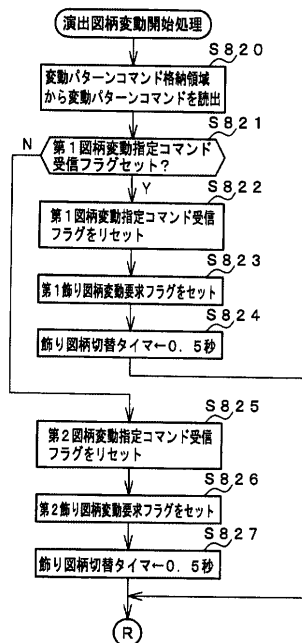 演出図柄変動開始処理
S820
変動パターンコマンド格納領域
から変動パターンコマンドを読出
S821
N
第1図柄変動指定コマンド
受信フラグセット?
Y
S822
第1図柄変動指定コマンド受信
フラグをリセット
S823
第1飾り図柄変動要求フラグをセット
S824
飾り図柄切替タイマ←0.5秒
S825
第2図柄変動指定コマンド受信
フラグをリセット
S826
第2飾り図柄変動要求フラグをセット
S827
飾り図柄切替タイマ←0.5秒
R